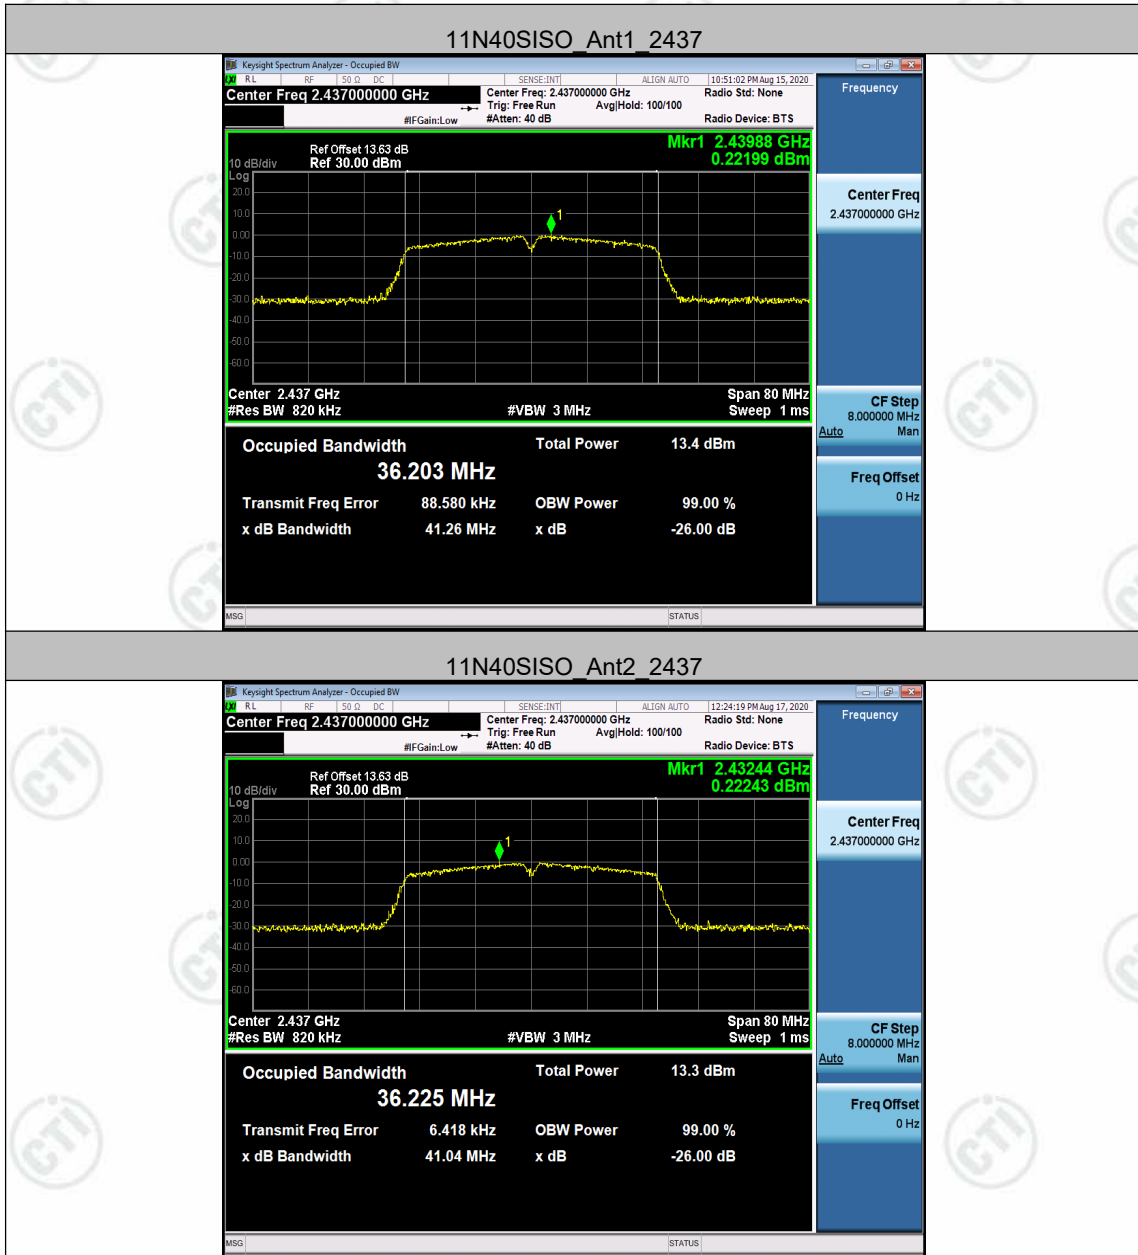 11N40SISO_Ant1_2437
Keysight Spectrum Analyzer - Occupied BW
LXI RL RF 50 Ω DC SENSE:INT ALIGN AUTO 10:51:02 PM Aug 15, 2020
Center Freq 2.437000000 GHz Center Freq: 2.437000000 GHz Radio Std: None Frequency
Trig: Free Run Avg|Hold: 100/100
#IFGain:Low #Atten: 40 dB Radio Device: BTS
Mkr1 2.43988 GHz
0.22199 dBm
Ref Offset 13.63 dB
10 dB/div Ref 30.00 dBm
Log
20.0
10.0
0.00
-10.0
-20.0
-30.0
-40.0
-50.0
-60.0
1
Center Freq
2.437000000 GHz
Center 2.437 GHz Span 80 MHz
#Res BW 820 kHz #VBW 3 MHz Sweep 1 ms
CF Step
8.000000 MHz
Auto Man
Occupied Bandwidth Total Power 13.4 dBm
36.203 MHz
Freq Offset
0 Hz
Transmit Freq Error 88.580 kHz OBW Power 99.00 %
x dB Bandwidth 41.26 MHz x dB -26.00 dB
MSG STATUS
11N40SISO_Ant2_2437
Keysight Spectrum Analyzer - Occupied BW
LXI RL RF 50 Ω DC SENSE:INT ALIGN AUTO 12:24:19 PM Aug 17, 2020
Center Freq 2.437000000 GHz Center Freq: 2.437000000 GHz Radio Std: None Frequency
Trig: Free Run Avg|Hold: 100/100
#IFGain:Low #Atten: 40 dB Radio Device: BTS
Mkr1 2.43244 GHz
0.22243 dBm
Ref Offset 13.63 dB
10 dB/div Ref 30.00 dBm
Log
20.0
10.0
0.00
-10.0
-20.0
-30.0
-40.0
-50.0
-60.0
1
Center Freq
2.437000000 GHz
Center 2.437 GHz Span 80 MHz
#Res BW 820 kHz #VBW 3 MHz Sweep 1 ms
CF Step
8.000000 MHz
Auto Man
Occupied Bandwidth Total Power 13.3 dBm
36.225 MHz
Freq Offset
0 Hz
Transmit Freq Error 6.418 kHz OBW Power 99.00 %
x dB Bandwidth 41.04 MHz x dB -26.00 dB
MSG STATUS
CTI
CTI
CTI
CTI
CTI
CTI
CTI
CTI
CTI
CTI
CTI
CTI